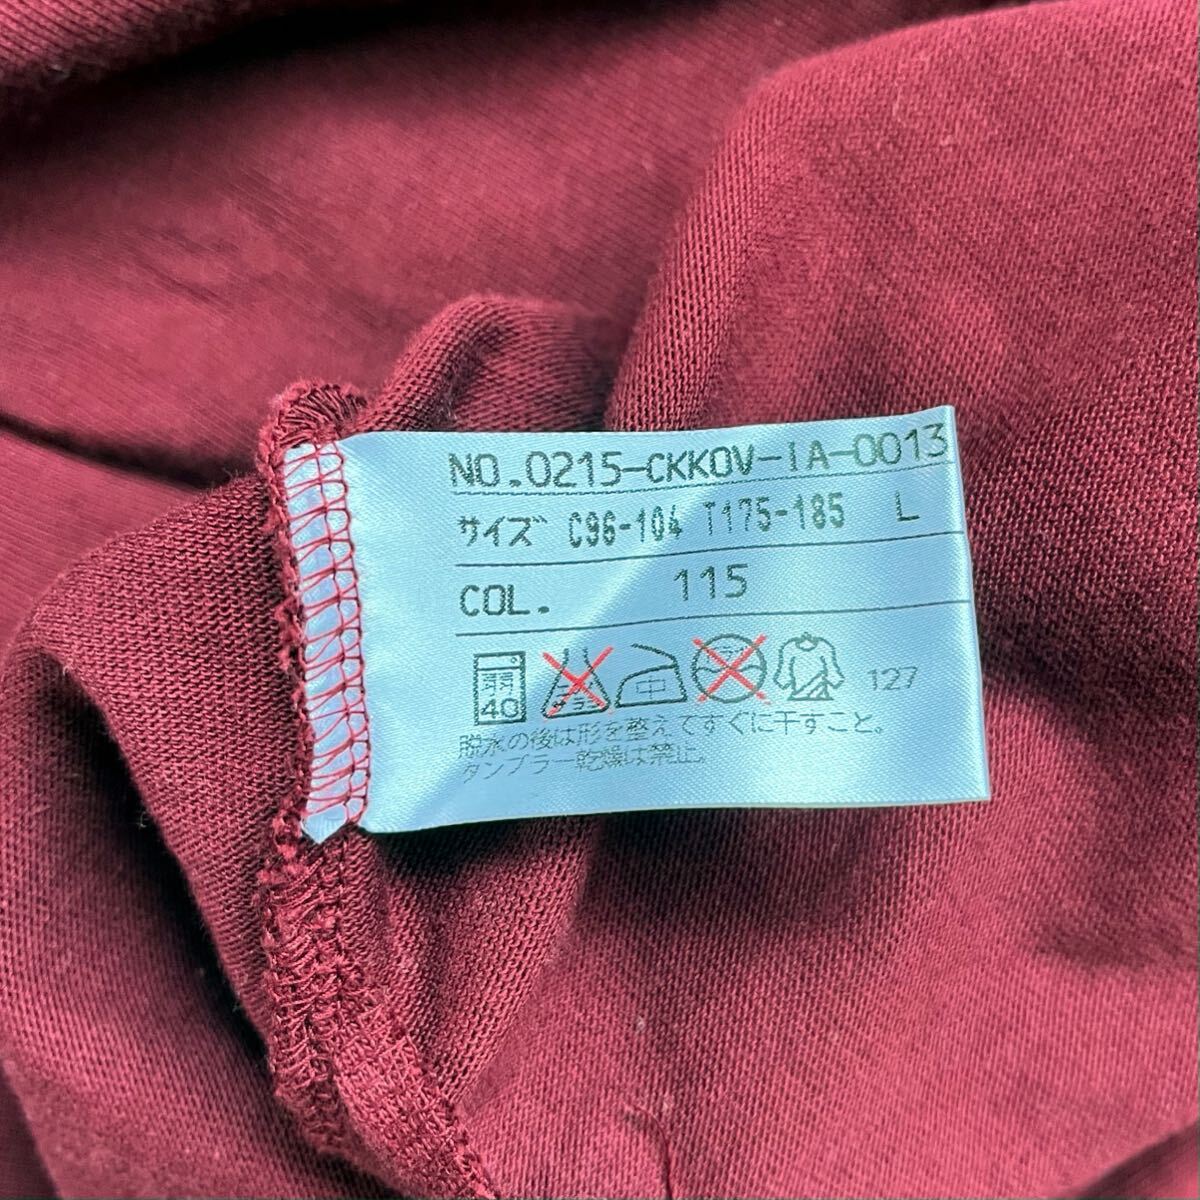 NO.0215-CKKOV-IA-0013
サイズ C96-104 T175-185 L
COL. 115
40 中 127
脱水の後は形を整えてすぐに干すこと。
タンブラー乾燥は禁止。